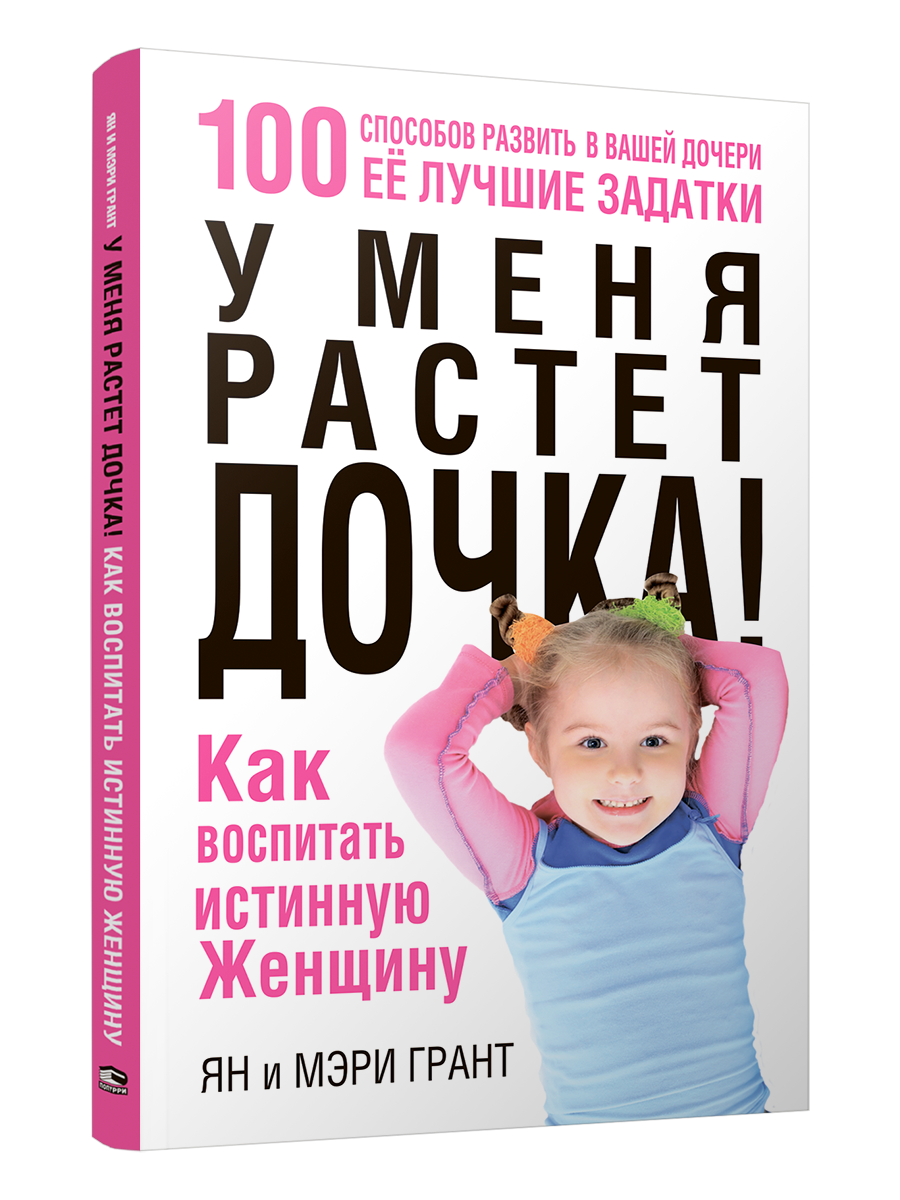 100 СПОСОБОВ РАЗВИТЬ В ВАШЕЙ ДОЧЕРИ
ЕЁ ЛУЧШИЕ ЗАДАТКИ
У МЕНЯ
РАСТЕТ
ДОЧКА!
Как
воспитать
истинную
Женщину
ЯН и МЭРИ ГРАНТ
ЯН И МЭРИ ГРАНТ У МЕНЯ РАСТЕТ ДОЧКА! КАК ВОСПИТАТЬ ИСТИННУЮ ЖЕНЩИНУ
ПОПУРРИ